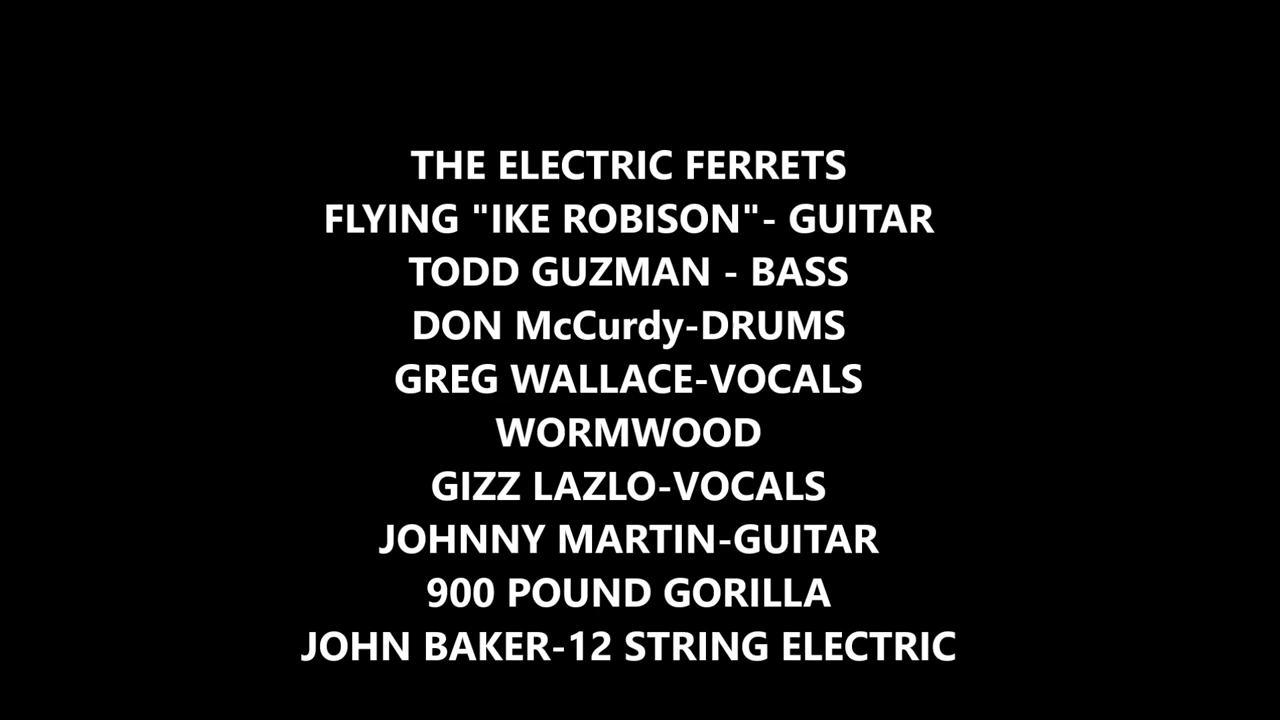 THE ELECTRIC FERRETS
FLYING "IKE ROBISON"- GUITAR
TODD GUZMAN - BASS
DON McCurdy-DRUMS
GREG WALLACE-VOCALS
WORMWOOD
GIZZ LAZLO-VOCALS
JOHNNY MARTIN-GUITAR
900 POUND GORILLA
JOHN BAKER-12 STRING ELECTRIC